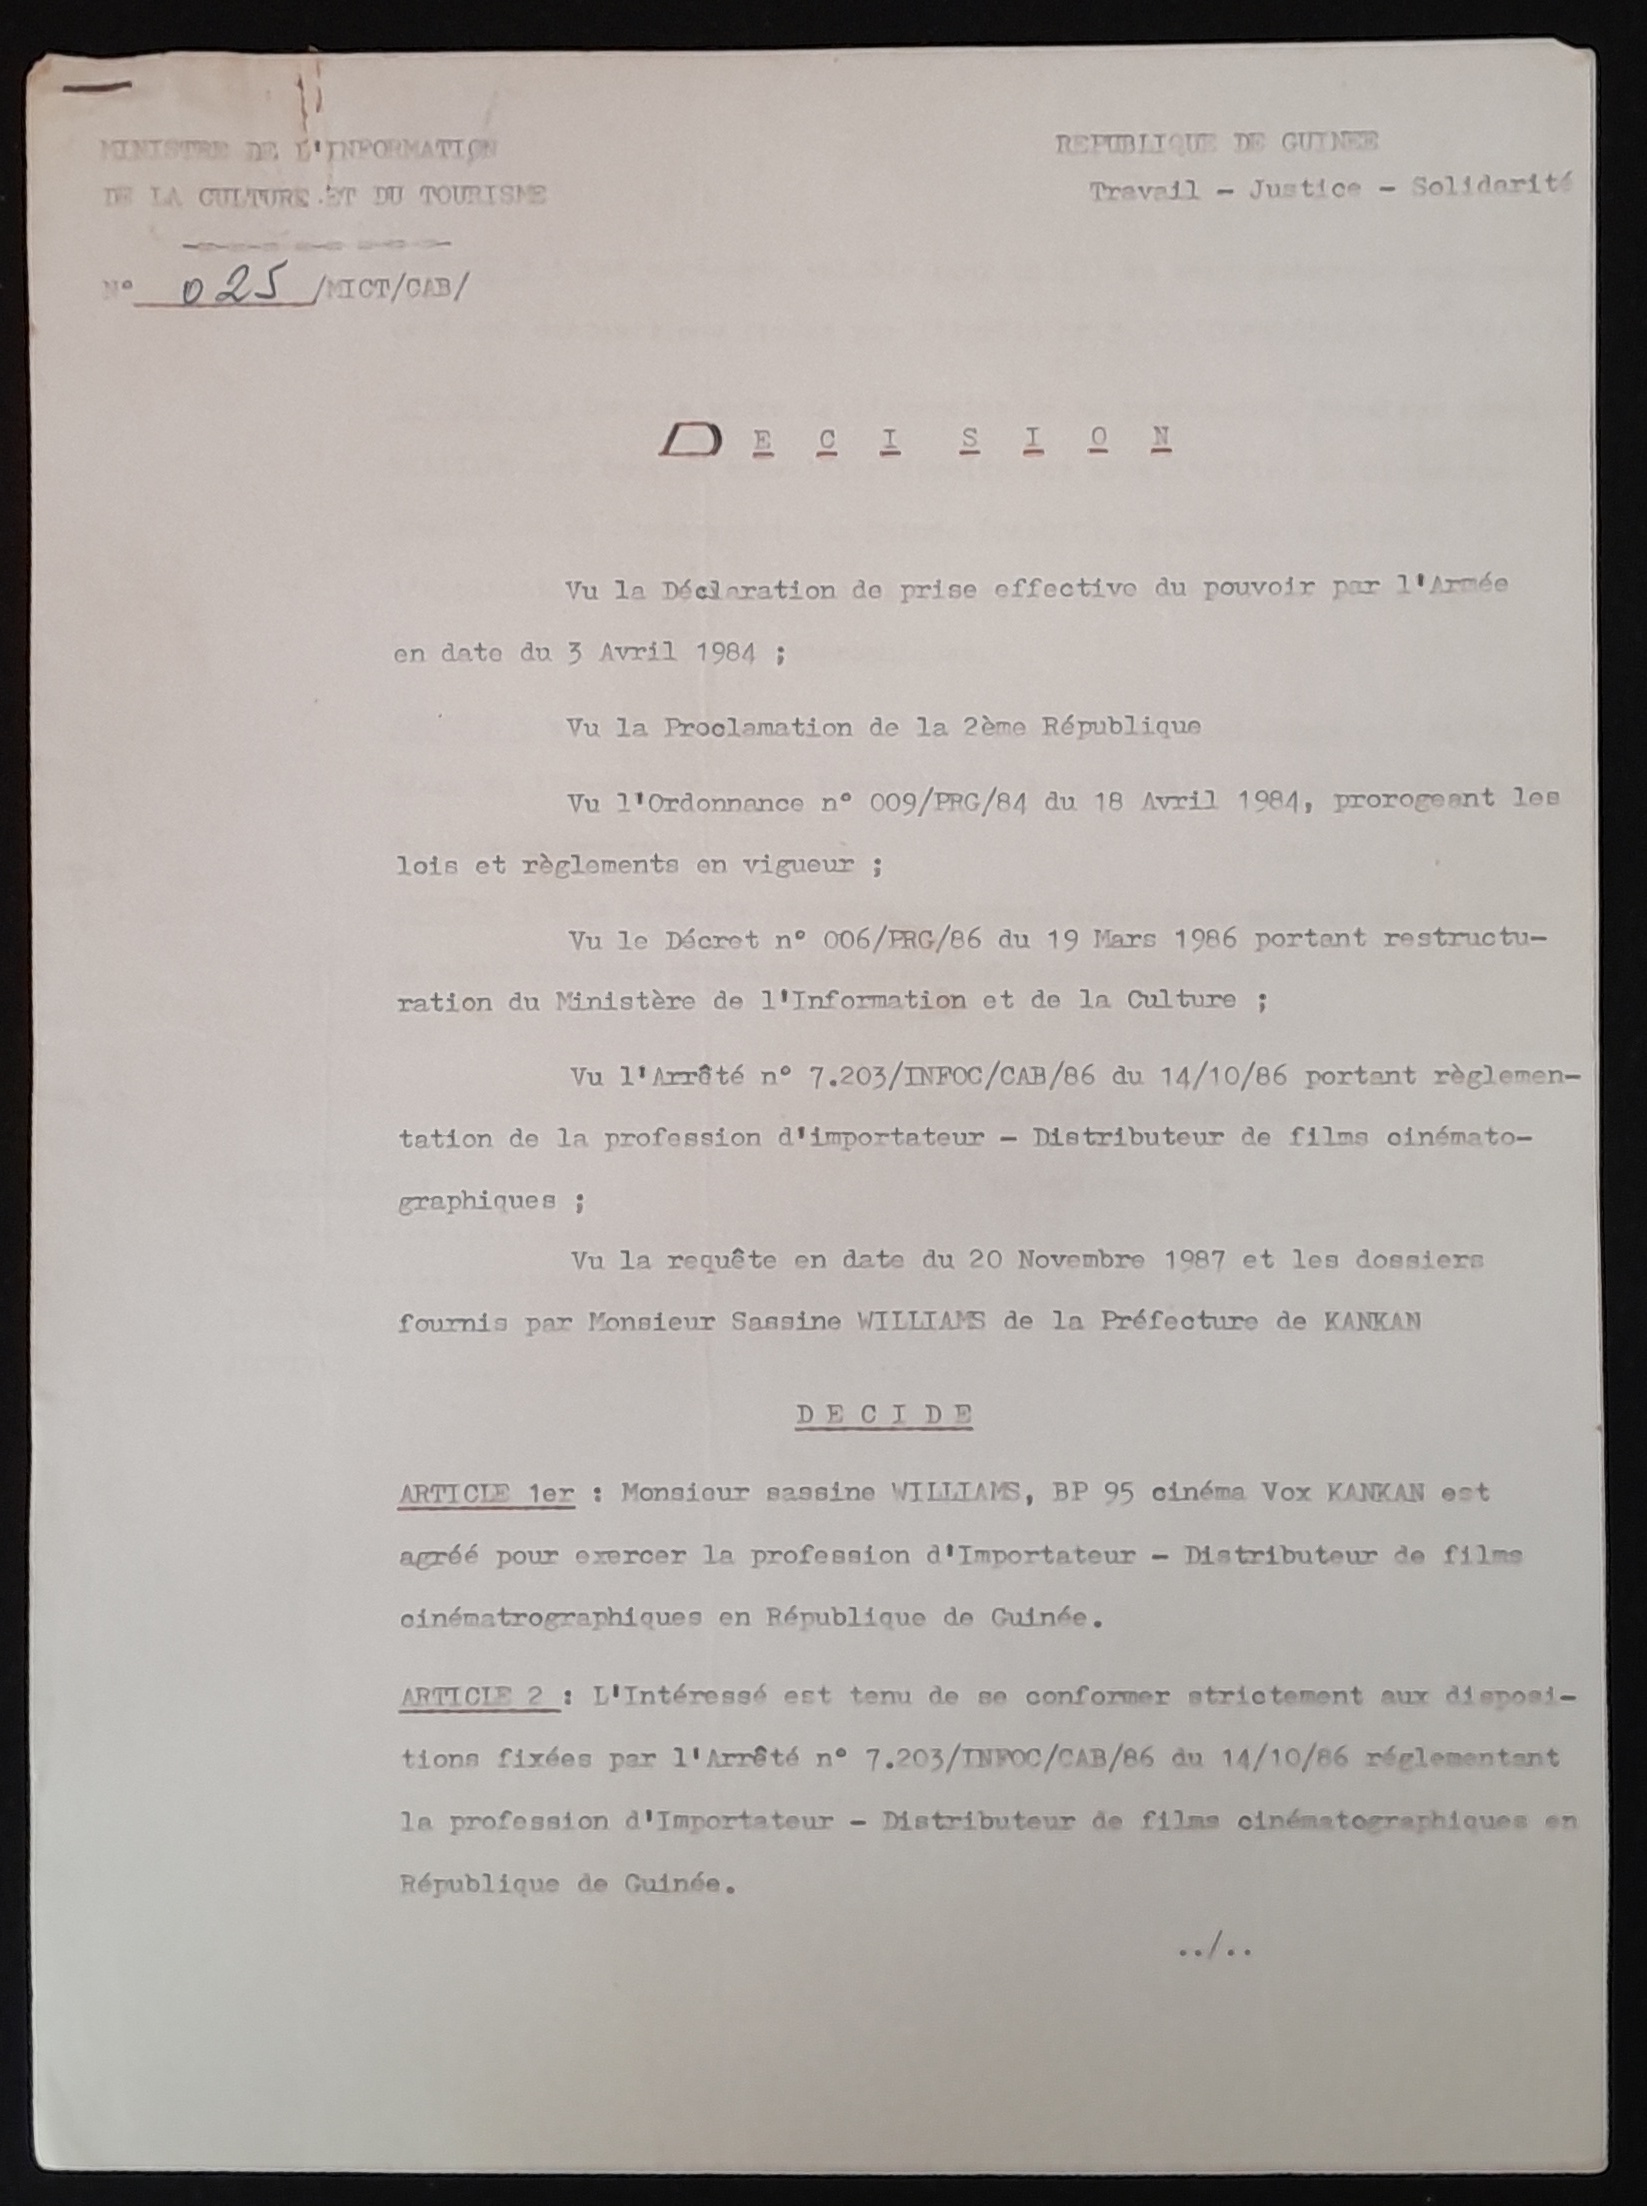 MINISTRE DE L'INFORMATION
DE LA CULTURE ET DU TOURISME
N° 025 /MICT/CAB/
REPUBLIQUE DE GUINEE
Travail - Justice - Solidarité
D E C I S I O N
Vu la Déclaration de prise effective du pouvoir par l'Armée
en date du 3 Avril 1984 ;
Vu la Proclamation de la 2ème République
Vu l'Ordonnance n° 009/PRG/84 du 18 Avril 1984, prorogeant les
lois et règlements en vigueur ;
Vu le Décret n° 006/PRG/86 du 19 Mars 1986 portant restructu-
ration du Ministère de l'Information et de la Culture ;
Vu l'Arrêté n° 7.203/INFOC/CAB/86 du 14/10/86 portant règlemen-
tation de la profession d'importateur - Distributeur de films cinémato-
graphiques ;
Vu la requête en date du 20 Novembre 1987 et les dossiers
fournis par Monsieur Sassine WILLIAMS de la Préfecture de KANKAN
D E C I D E
ARTICLE 1er : Monsieur sassine WILLIAMS, BP 95 cinéma Vox KANKAN est
agréé pour exercer la profession d'Importateur - Distributeur de films
cinématrographiques en République de Guinée.
ARTICLE 2 : L'Intéressé est tenu de se conformer strictement aux disposi-
tions fixées par l'Arrêté n° 7.203/INFOC/CAB/86 du 14/10/86 réglementant
la profession d'Importateur - Distributeur de films cinématographiques en
République de Guinée.
../..